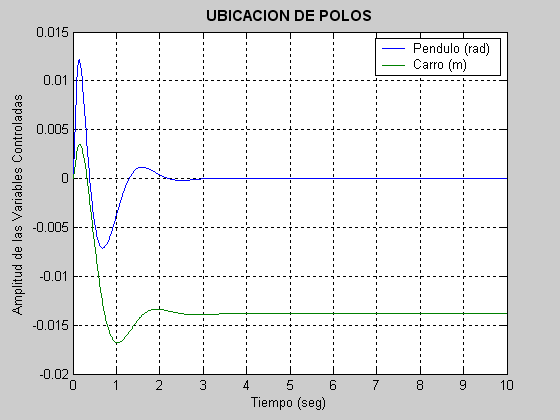 UBICACION DE POLOS
Pendulo (rad)
Carro (m)
Amplitud de las Variables Controladas
0.015
0.01
0.005
0
-0.005
-0.01
-0.015
-0.02
0 1 2 3 4 5 6 7 8 9 10
Tiempo (seg)